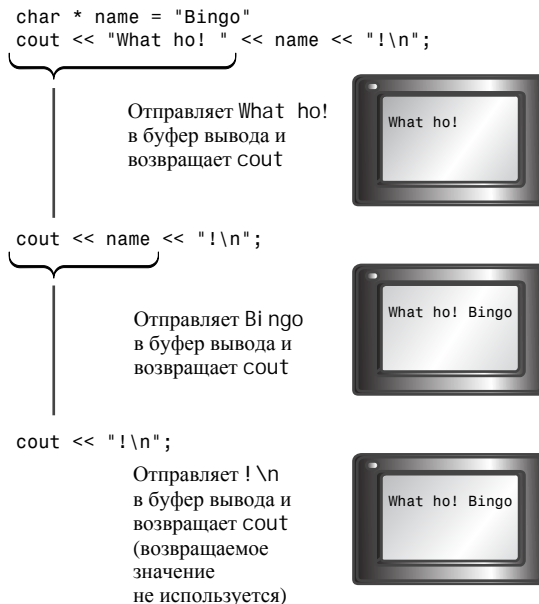 char * name = "Bingo"
cout << "What ho! " << name << "!\n";
Отправляет What ho!
в буфер вывода и
возвращает cout
What ho!
cout << name << "!\n";
Отправляет Bingo
в буфер вывода и
возвращает cout
What ho! Bingo
cout << "!\n";
Отправляет !\n
в буфер вывода и
возвращает cout
(возвращаемое
значение
не используется)
What ho! Bingo